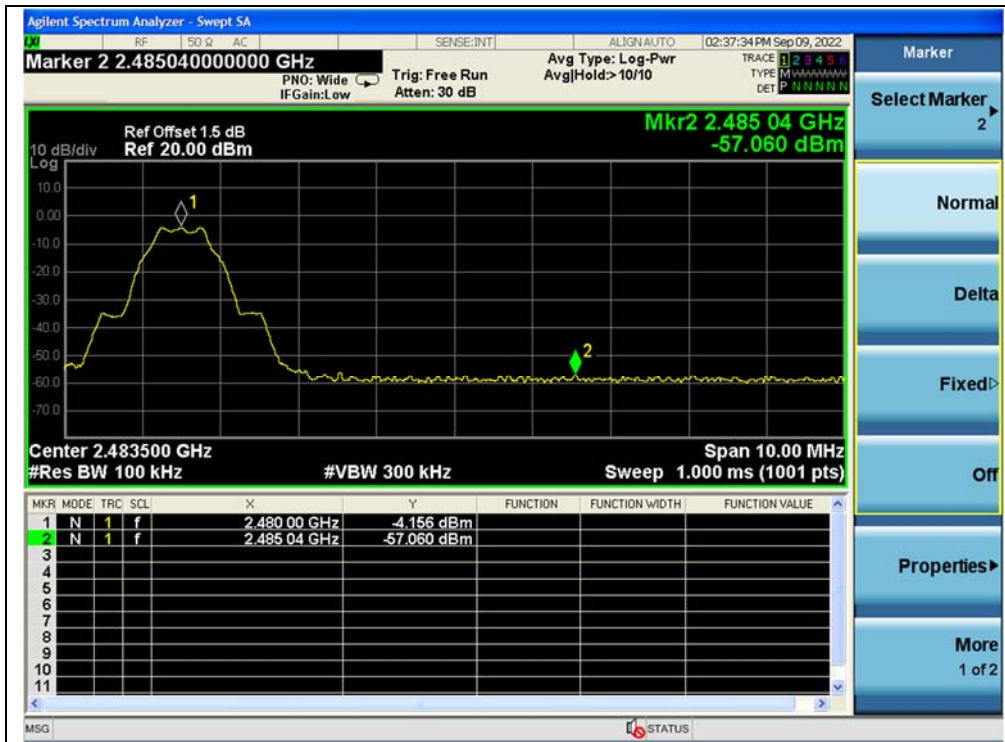 Agilent Spectrum Analyzer - Swept SA
LXI RF 50 Ω AC SENSE:INT ALIGNAUTO 02:37:34 PM Sep 09, 2022
Marker 2 2.485040000000 GHz
PNO: Wide
IFGain:Low
Trig: Free Run
Atten: 30 dB
Avg Type: Log-Pwr
Avg|Hold:>10/10
TRACE 1 2 3 4 5 6
TYPE M
DET P N N N N N
Mkr2 2.485 04 GHz
-57.060 dBm
Ref Offset 1.5 dB
10 dB/div Ref 20.00 dBm
Log
10.0
0.00
-10.0
-20.0
-30.0
-40.0
-50.0
-60.0
-70.0
1
2
Center 2.483500 GHz Span 10.00 MHz
#Res BW 100 kHz #VBW 300 kHz Sweep 1.000 ms (1001 pts)
MKR MODE TRC SCL X Y FUNCTION FUNCTION WIDTH FUNCTION VALUE
1 N 1 f 2.480 00 GHz -4.156 dBm
2 N 1 f 2.485 04 GHz -57.060 dBm
3
4
5
6
7
8
9
10
11
MSG STATUS
Marker
Select Marker
2
Normal
Delta
Fixed
Off
Properties
More
1 of 2